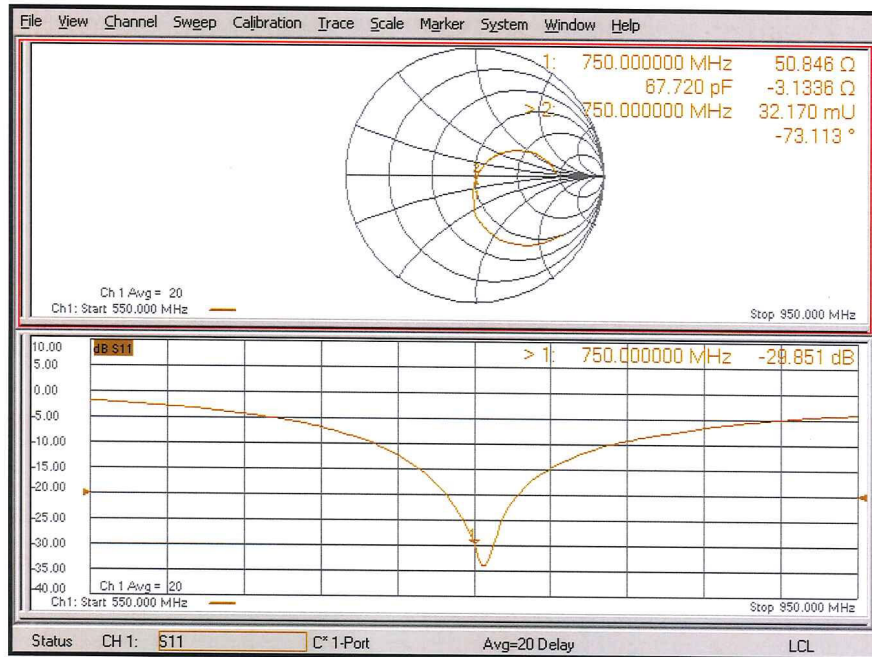 File View Channel Sweep Calibration Trace Scale Marker System Window Help
1: 750.000000 MHz 50.846 Ω
67.720 pF -3.1336 Ω
> 2: 750.000000 MHz 32.170 mU
-73.113 °
Ch 1 Avg = 20
Ch1: Start 550.000 MHz
Stop 950.000 MHz
10.00
dB S11
> 1: 750.000000 MHz -29.851 dB
5.00
0.00
-5.00
-10.00
-15.00
-20.00
-25.00
-30.00
-35.00
-40.00
Ch 1 Avg = 20
Ch1: Start 550.000 MHz
Stop 950.000 MHz
Status CH 1: S11 C* 1-Port Avg=20 Delay LCL